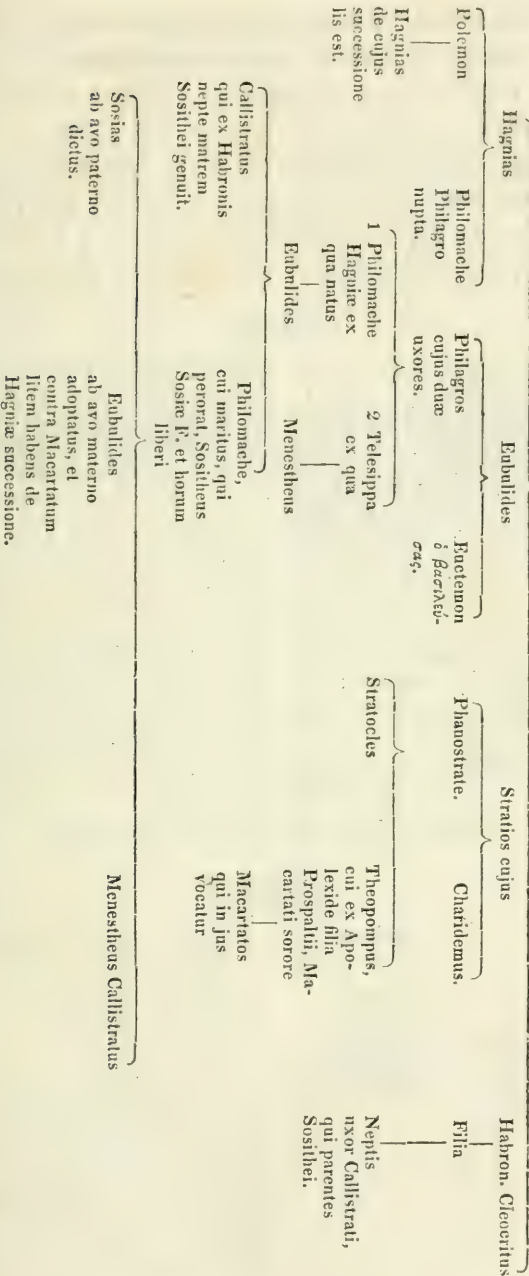 Hagnias
Eubulides
Stratios cujus
Habron. Cleocritus
Polemon
Philomache
Philagro
nupta.
Philagros
cujus duæ
uxores.
Euctemon
ὁ βασιλεύ-
σας.
Phanostrate.
Charidemus.
Filia
Hagnias
de cujus
successione
lis est.
1 Philomache
Hagniæ ex
qua natus
2 Telesippa
ex qua
Stratocles
Theopompus,
cui ex Apo-
lexide filia
Prospaltii, Ma-
cartati sorore
Neptis
uxor Callistrati,
qui parentes
Sosithei.
Eubulides
Menestheus
Callistratus
qui ex Habronis
nepte matrem
Sosithei genuit.
Philomache,
cui maritus, qui
perorat, Sositheus
Sosiæ F. et horum
liberi
Macartatos
qui in jus
vocatur
Sosias
ab avo paterno
dictus.
Eubulides
ab avo materno
adoptatus, et
contra Macartatum
litem habens de
Hagniæ successione.
Menestheus Callistratus